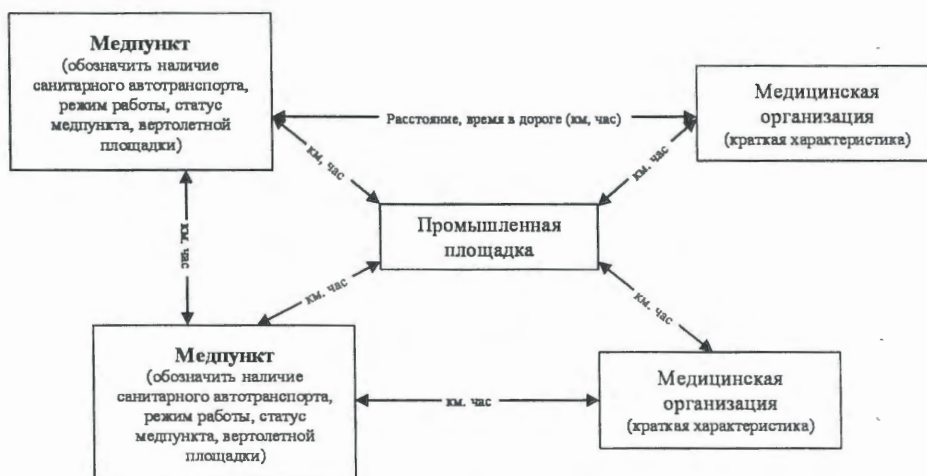 Медпункт
(обозначить наличие
санитарного автотранспорта,
режим работы, статус
медпункта, вертолетной
площадки)
Расстояние, время в дороге (км, час)
Медицинская
организация
(краткая характеристика)
км, час
км, час
Промышленная
площадка
км. час
км. час
км. час
Медпункт
(обозначить наличие
санитарного автотранспорта,
режим работы, статус
медпункта, вертолетной
площадки)
км. час
Медицинская
организация
(краткая характеристика)